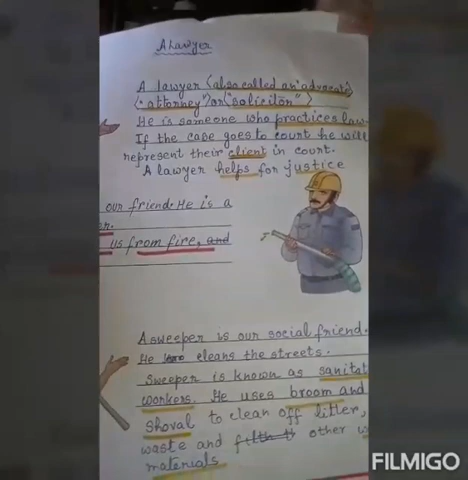 A Lawyer
A lawyer (also called an "advocate"
("attorney") or "solicitor")
He is someone who practices law.
If the case goes to court he will
represent their client in court.
A lawyer helps for justice
our friend. He is a
us from fire, and
A sweeper is our social friend.
He cleans the streets.
Sweeper is known as sanitat
workers. He uses broom and
shoval to clean off litter,
waste and other
materials
FILMIGO